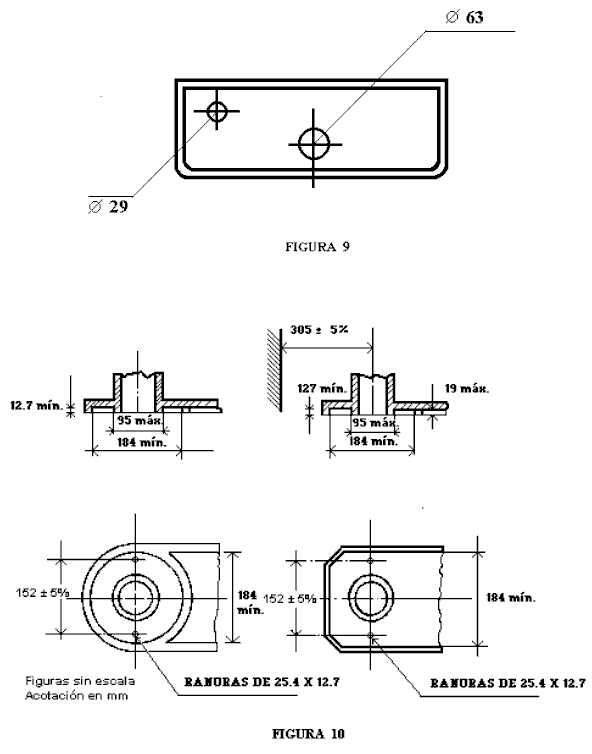 ∅ 63
∅ 29
FIGURA 9
305 ± 5%
12.7 mín.
95 máx.
184 mín.
127 mín.
19 máx.
95 máx.
184 mín.
152 ± 5%
184 mín.
152 ± 5%
184 mín.
Figuras sin escala
Acotación en mm
RANURAS DE 25.4 X 12.7
RANURAS DE 25.4 X 12.7
FIGURA 10